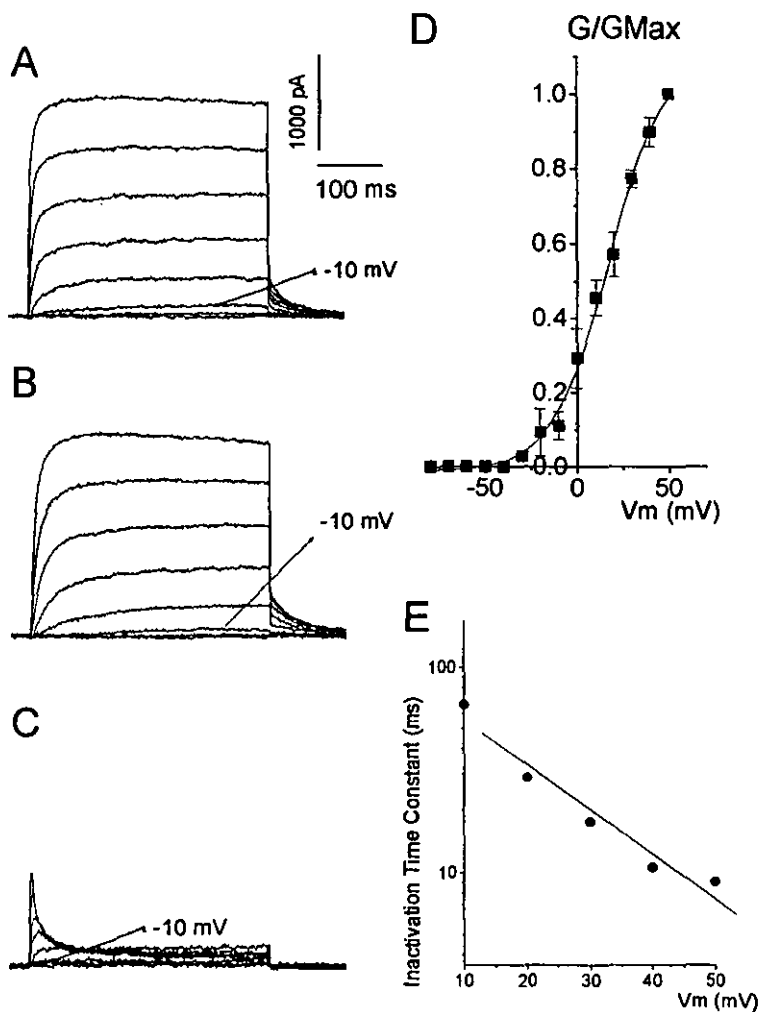 A
1000 pA
100 ms
-10 mV
B
-10 mV
C
-10 mV
D
G/GMax
1.0
0.8
0.6
0.4
0.2
0.0
-50
0
50
Vm (mV)
E
Inactivation Time Constant (ms)
100
10
10
20
30
40
50
Vm (mV)